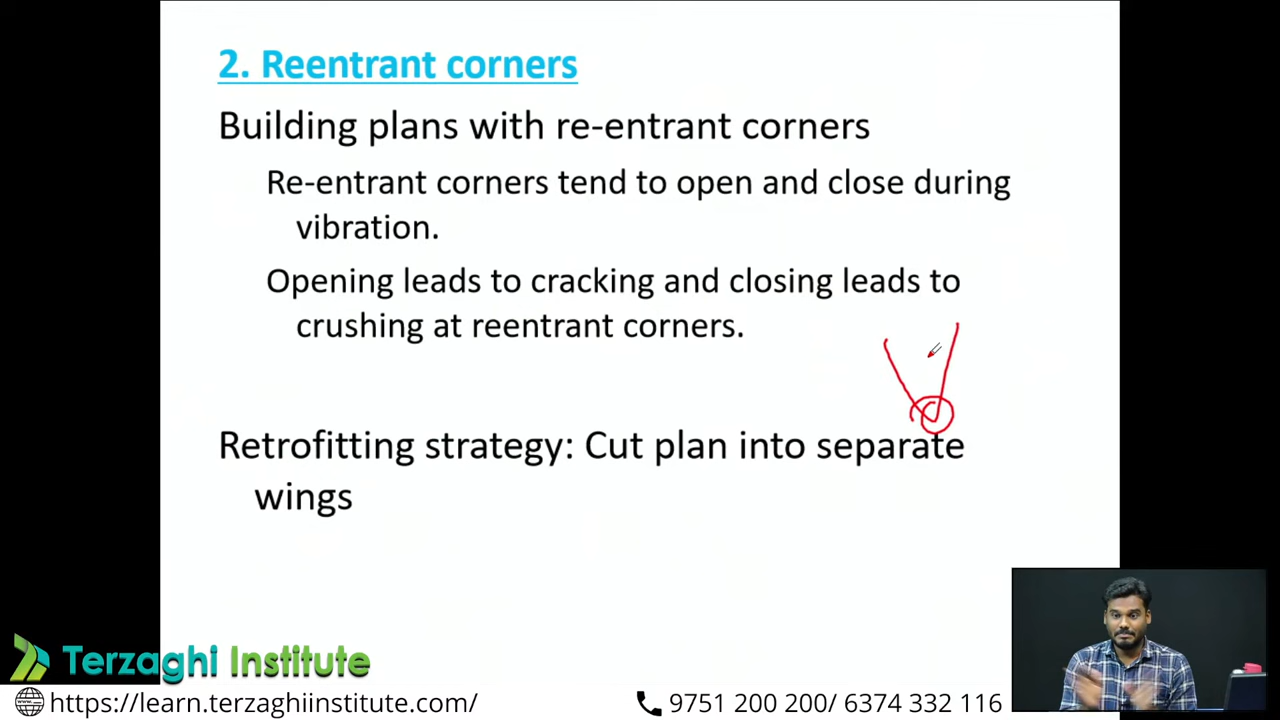 2. Reentrant corners
Building plans with re-entrant corners
Re-entrant corners tend to open and close during
vibration.
Opening leads to cracking and closing leads to
crushing at reentrant corners.
Retrofitting strategy: Cut plan into separate
wings
Terzaghi Institute
https://learn.terzaghiinstitute.com/
9751 200 200/ 6374 332 116